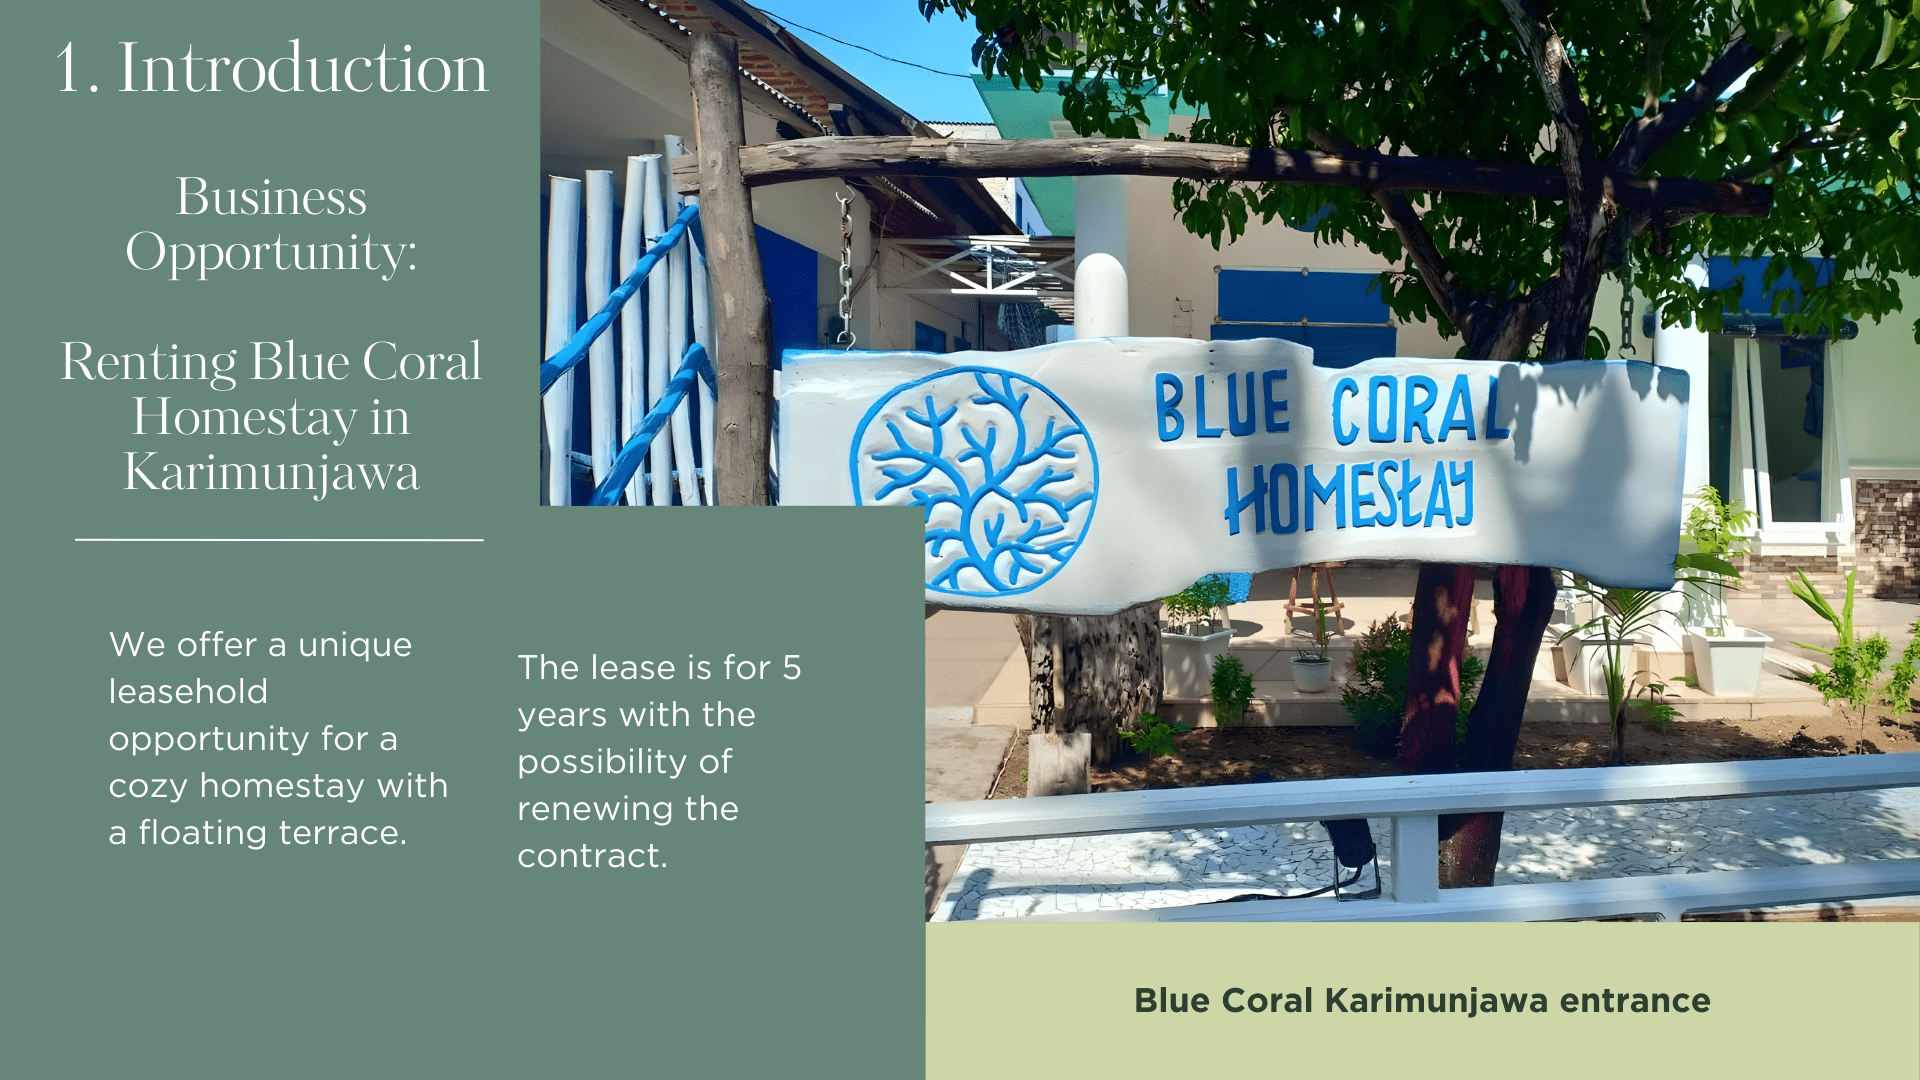 1. Introduction
Business
Opportunity:
Renting Blue Coral
Homestay in
Karimunjawa
We offer a unique
leasehold
opportunity for a
cozy homestay with
a floating terrace.
The lease is for 5
years with the
possibility of
renewing the
contract.
BLUE CORAL
HOMEStAY
Blue Coral Karimunjawa entrance